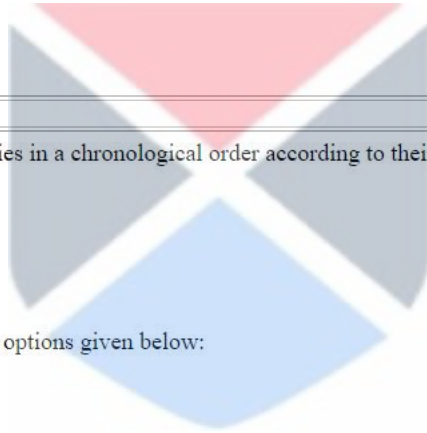 ies in a chronological order according to thei
options given below: